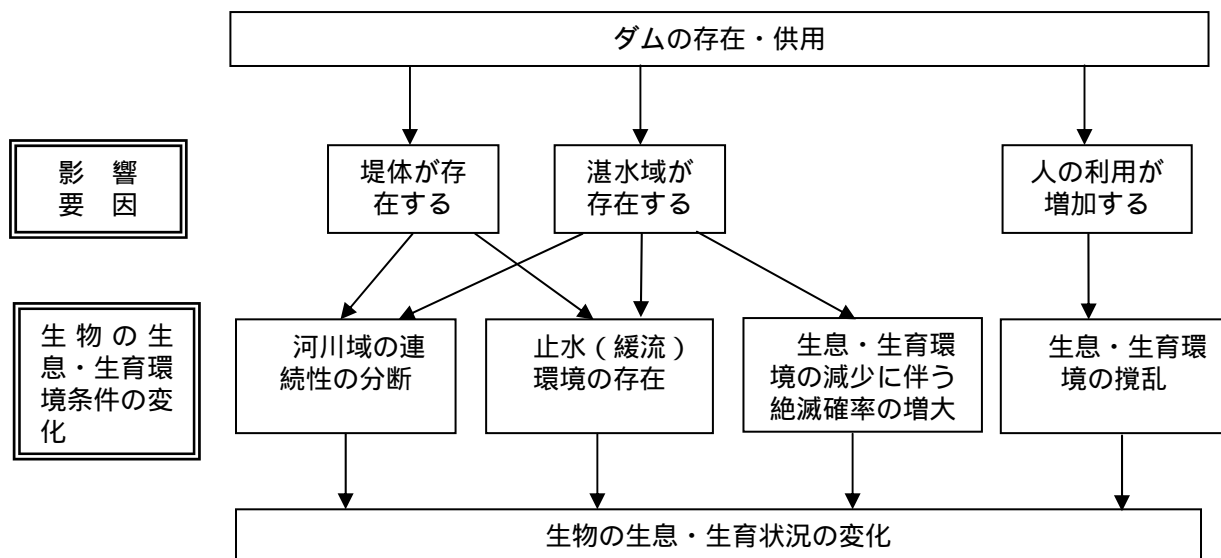 ダムの存在・供用
影 響
要 因
堤体が存
在する
湛水域が
存在する
人の利用が
増加する
生物の生
息・生育環
境条件の変
化
河川域の連
続性の分断
止水（緩流）
環境の存在
生息・生育環
境の減少に伴う
絶滅確率の増大
生息・生育環
境の撹乱
生物の生息・生育状況の変化